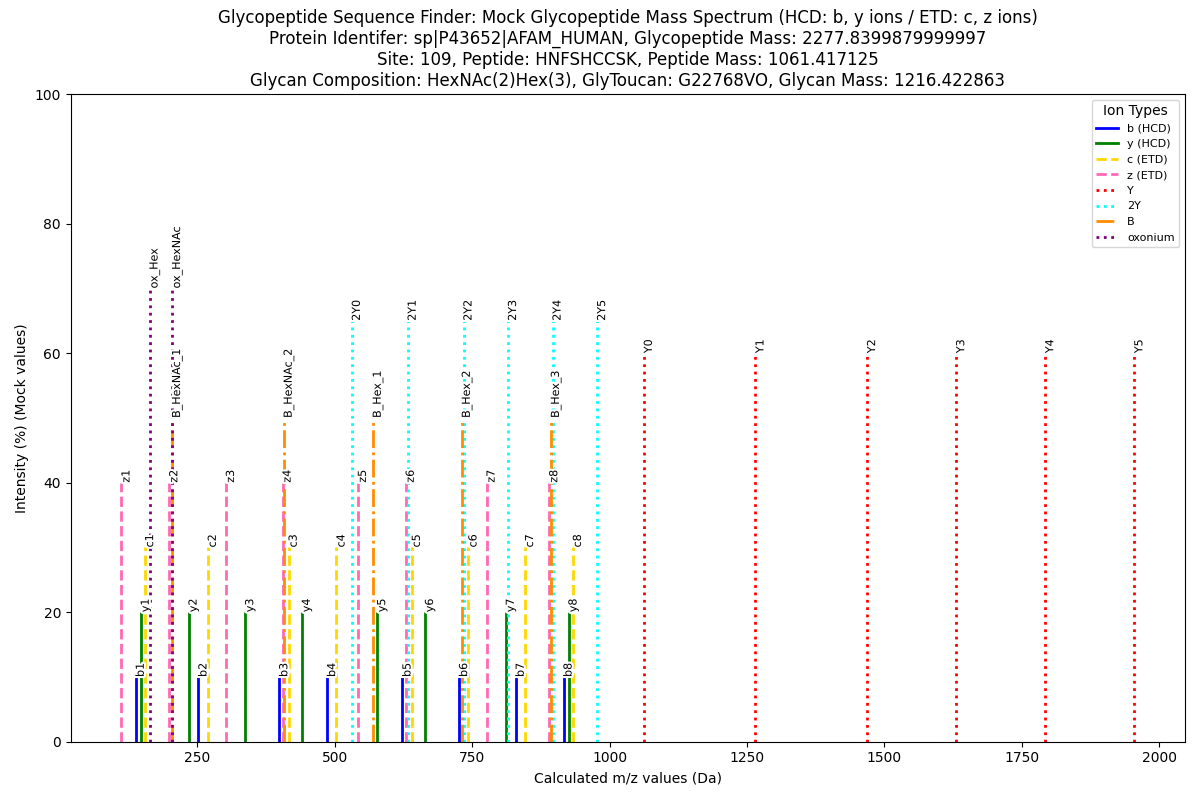 Glycopeptide Sequence Finder: Mock Glycopeptide Mass Spectrum (HCD: b, y ions / ETD: c, z ions)
Protein Identifer: sp|P43652|AFAM_HUMAN, Glycopeptide Mass: 2277.8399879999997
Site: 109, Peptide: HNFSHCCSK, Peptide Mass: 1061.417125
Glycan Composition: HexNAc(2)Hex(3), GlyToucan: G22768VO, Glycan Mass: 1216.422863
100
80
60
40
20
0
Intensity (%) (Mock values)
Ion Types
b (HCD)
y (HCD)
c (ETD)
z (ETD)
Y
2Y
B
oxonium
ox_Hex
ox_HexNAc
2Y0
2Y1
2Y2
2Y3
2Y4
2Y5
Y0
Y1
Y2
Y3
Y4
Y5
B_HexNAc_1
B_HexNAc_2
B_Hex_1
B_Hex_2
B_Hex_3
z1
z2
z3
z4
z5
z6
z7
z8
c1
c2
c3
c4
c5
c6
c7
c8
y1
y2
y3
y4
y5
y6
y7
y8
b1
b2
b3
b4
b5
b6
b7
b8
250
500
750
1000
1250
1500
1750
2000
Calculated m/z values (Da)